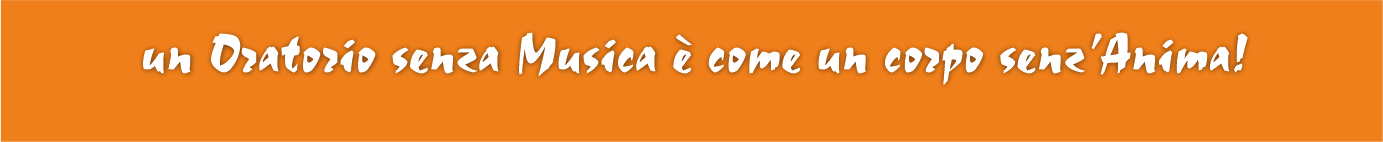 un Oratorio senza Musica è come un corpo senz'Anima!